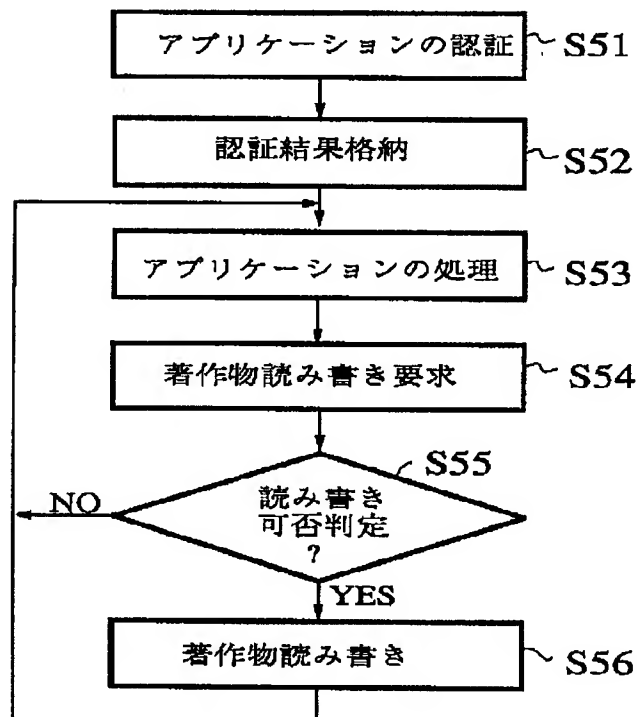 アプリケーションの認証 S51
認証結果格納 S52
アプリケーションの処理 S53
著作物読み書き要求 S54
S55
読み書き
可否判定
?
NO
YES
著作物読み書き S56